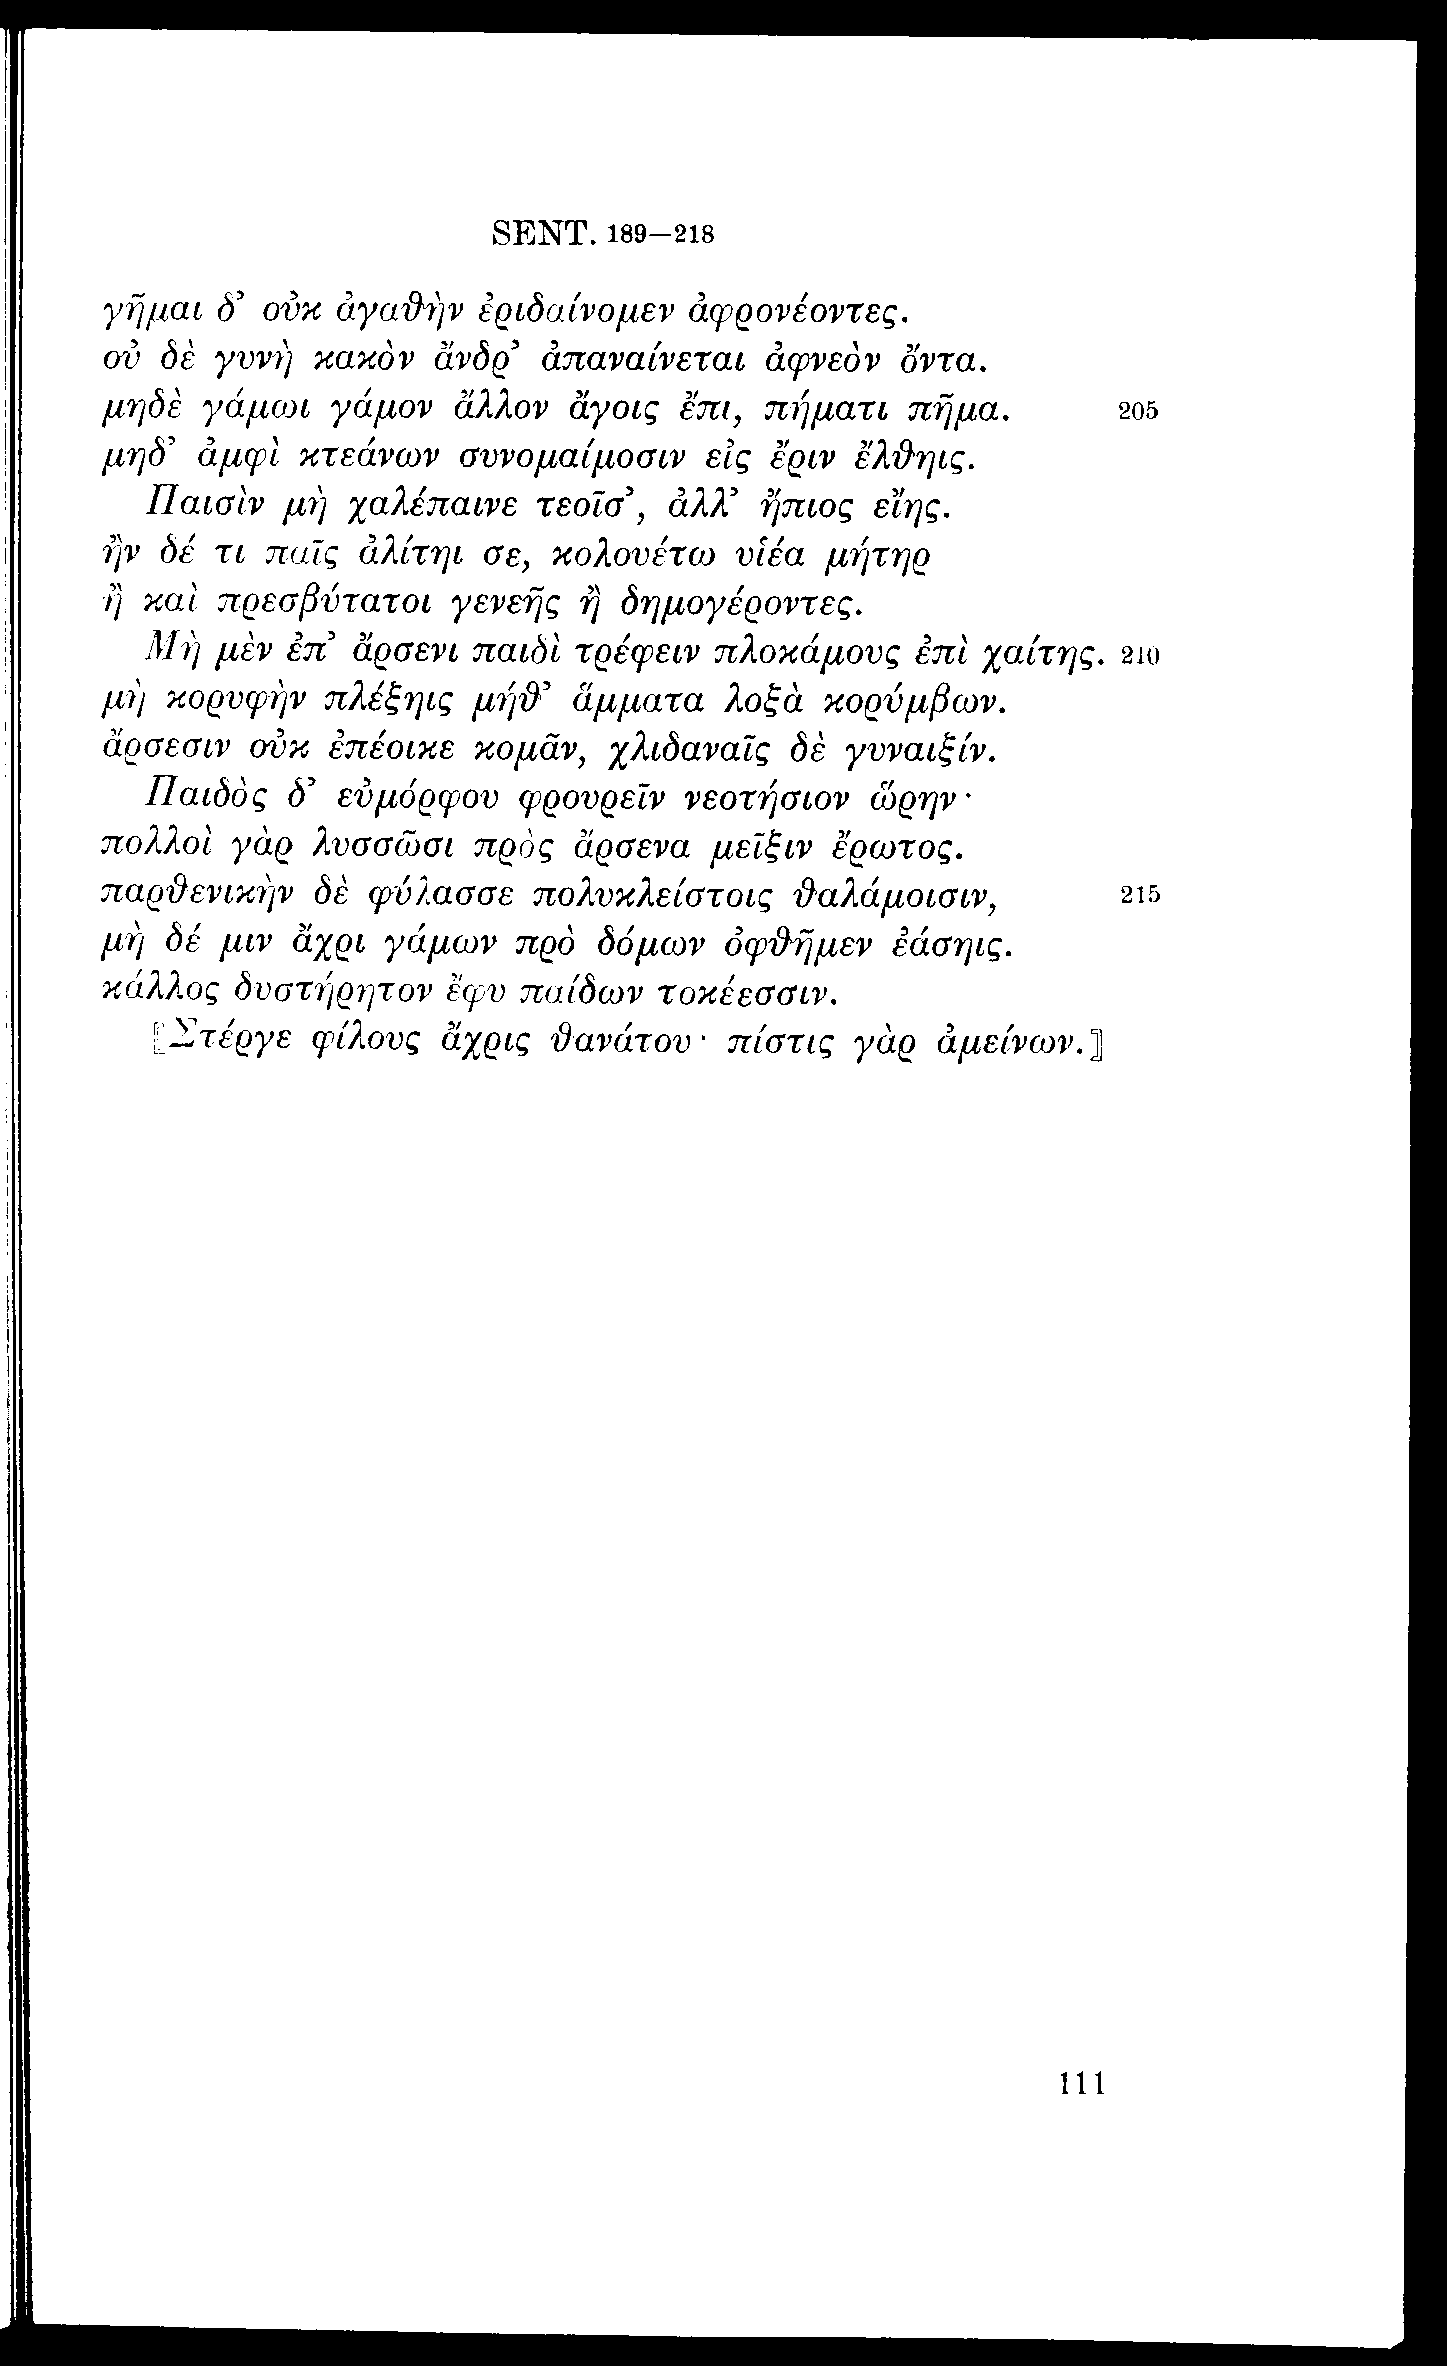 SENT. 189–218
γῆμαι δ’ οὐκ ἀγαθὴν ἐριδαίνομεν ἀφρονέοντες.
οὐ δὲ γυνὴ κακὸν ἄνδρ’ ἀπαναίνεται ἀφνεὸν ὄντα.
μηδὲ γάμωι γάμον ἄλλον ἄγοις ἔπι, πήματι πῆμα. 205
μηδ’ ἀμφὶ κτεάνων συνομαίμοσιν εἰς ἔριν ἔλθηις.
Παισὶν μὴ χαλέπαινε τεοῖσ’, ἀλλ’ ἤπιος εἴης.
ἢν δέ τι παῖς ἀλίτηι σε, κολουέτω υἱέα μήτηρ
ἢ καὶ πρεσβύτατοι γενεῆς ἢ δημογέροντες.
Μὴ μὲν ἐπ’ ἄρσενι παιδὶ τρέφειν πλοκάμους ἐπὶ χαίτης. 210
μὴ κορυφὴν πλέξηις μήθ’ ἅμματα λοξὰ κορύμβων.
ἄρσεσιν οὐκ ἐπέοικε κομᾶν, χλιδαναῖς δὲ γυναιξίν.
Παιδὸς δ’ εὐμόρφου φρουρεῖν νεοτήσιον ὥρην·
πολλοὶ γὰρ λυσσῶσι πρὸς ἄρσενα μεῖξιν ἔρωτος.
παρθενικὴν δὲ φύλασσε πολυκλείστοις θαλάμοισιν, 215
μὴ δέ μιν ἄχρι γάμων πρὸ δόμων ὀφθῆμεν ἐάσηις.
κάλλος δυστήρητον ἔφυ παίδων τοκέεσσιν.
⟦Στέργε φίλους ἄχρις θανάτου· πίστις γὰρ ἀμείνων.⟧
111